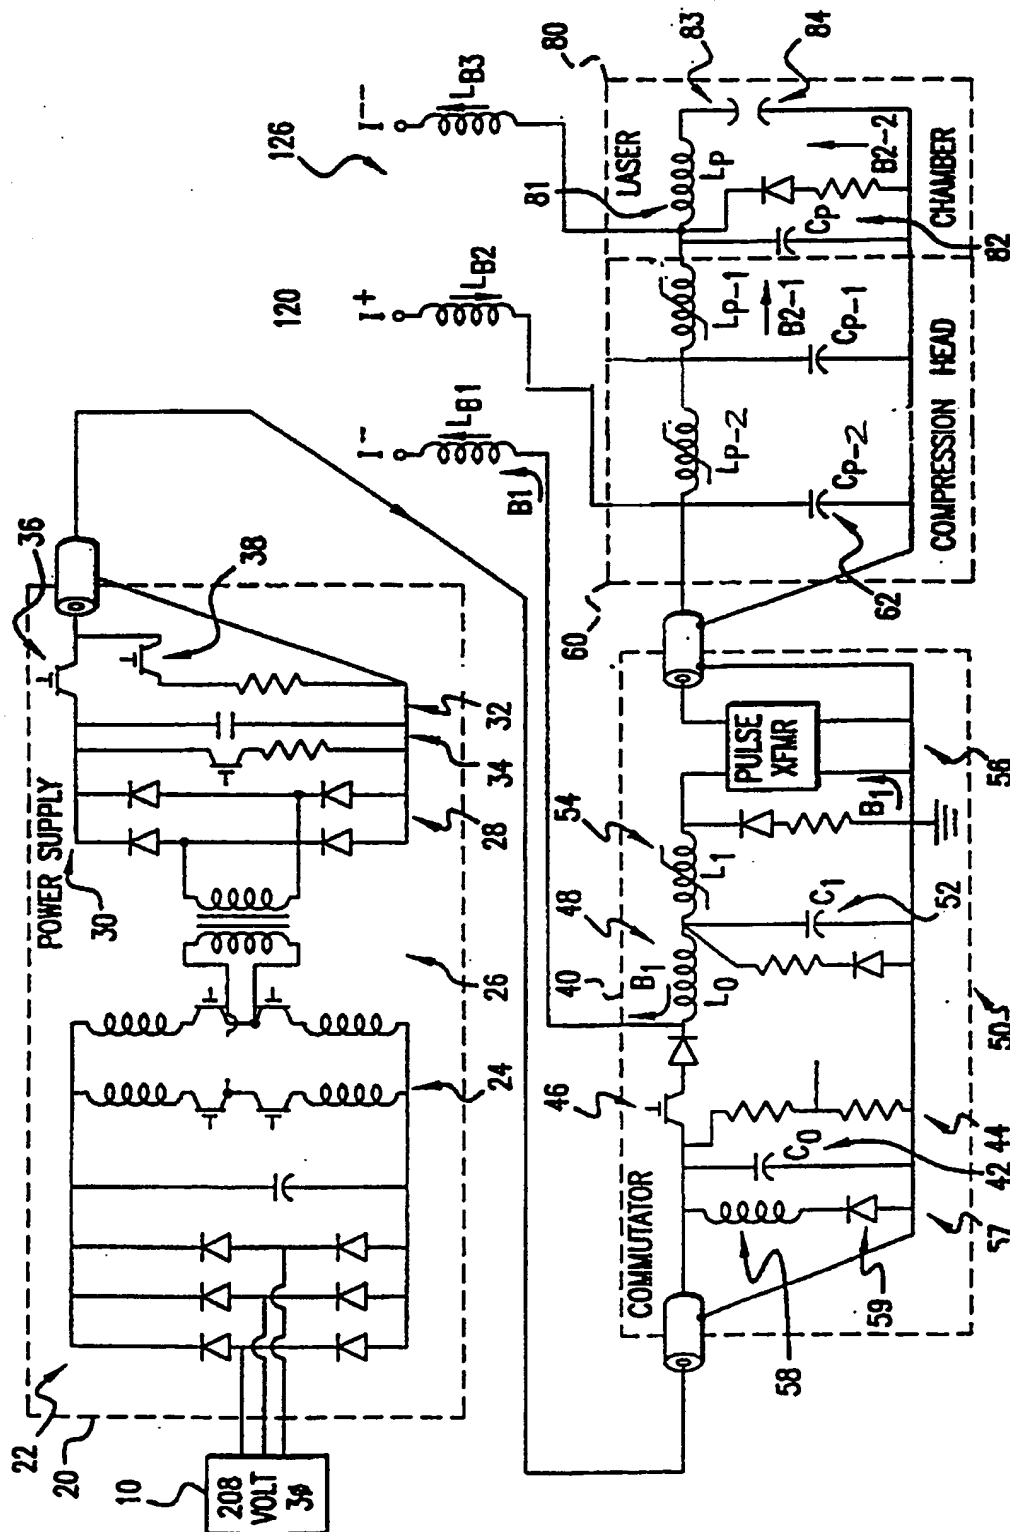 10
208
VOLT
3ø
20
22
POWER SUPPLY
24
26
28
30
32
34
36
38
COMMUTATOR
40
42
44
46
48
50
52
54
56
57
58
58
59
C0
L0
B1
C1
L1
B1
PULSE
XFMR
60
62
COMPRESSION HEAD
CP-2
LP-2
CP-1
LP-1
B2-1
I-
LB1
B1
120
I+
LB2
126
I--
LB3
LASER
CHAMBER
80
81
82
83
84
LP
CP
B2-2